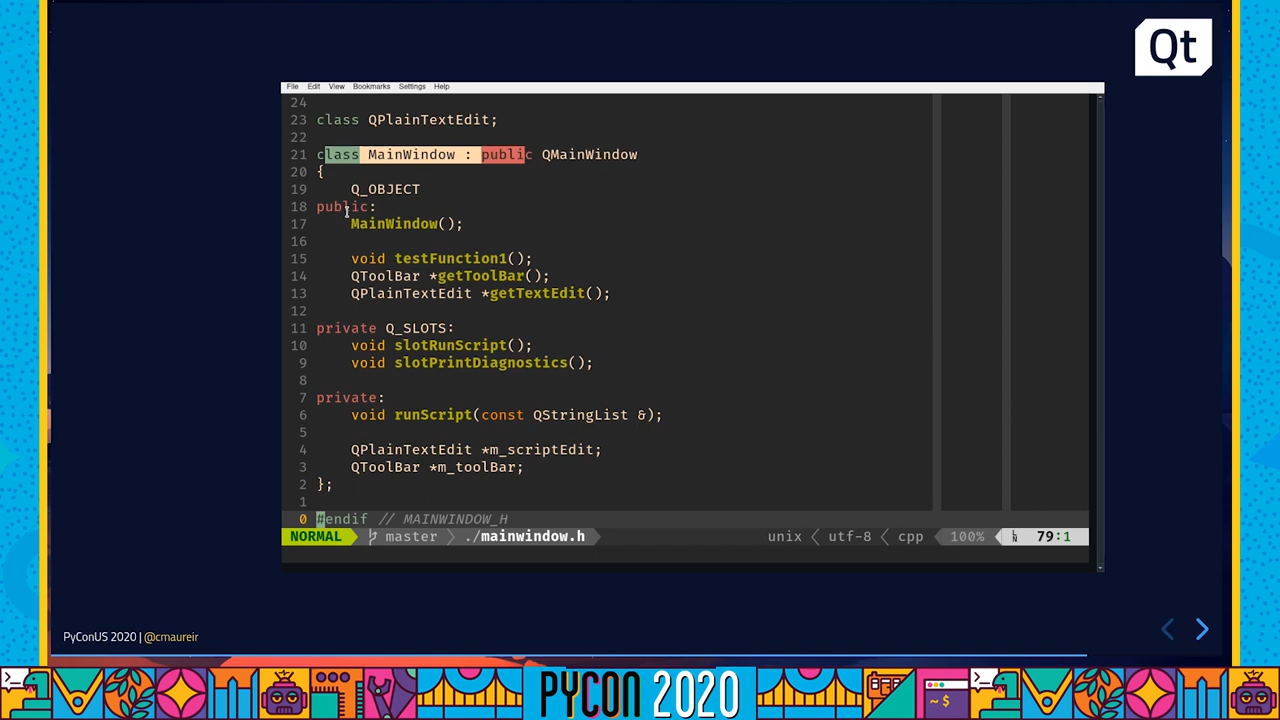 Qt
File Edit View Bookmarks Settings Help
24
23 class QPlainTextEdit;
22
21 class MainWindow : public QMainWindow
20 {
19 Q_OBJECT
18 public:
17 MainWindow();
16
15 void testFunction1();
14 QToolBar *getToolBar();
13 QPlainTextEdit *getTextEdit();
12
11 private Q_SLOTS:
10 void slotRunScript();
9 void slotPrintDiagnostics();
8
7 private:
6 void runScript(const QStringList &);
5
4 QPlainTextEdit *m_scriptEdit;
3 QToolBar *m_toolBar;
2 };
1
0 #endif // MAINWINDOW_H
NORMAL master ./mainwindow.h unix utf-8 cpp 100% 79:1
PyConUS 2020 | @cmaureir
PYCON 2020
~$